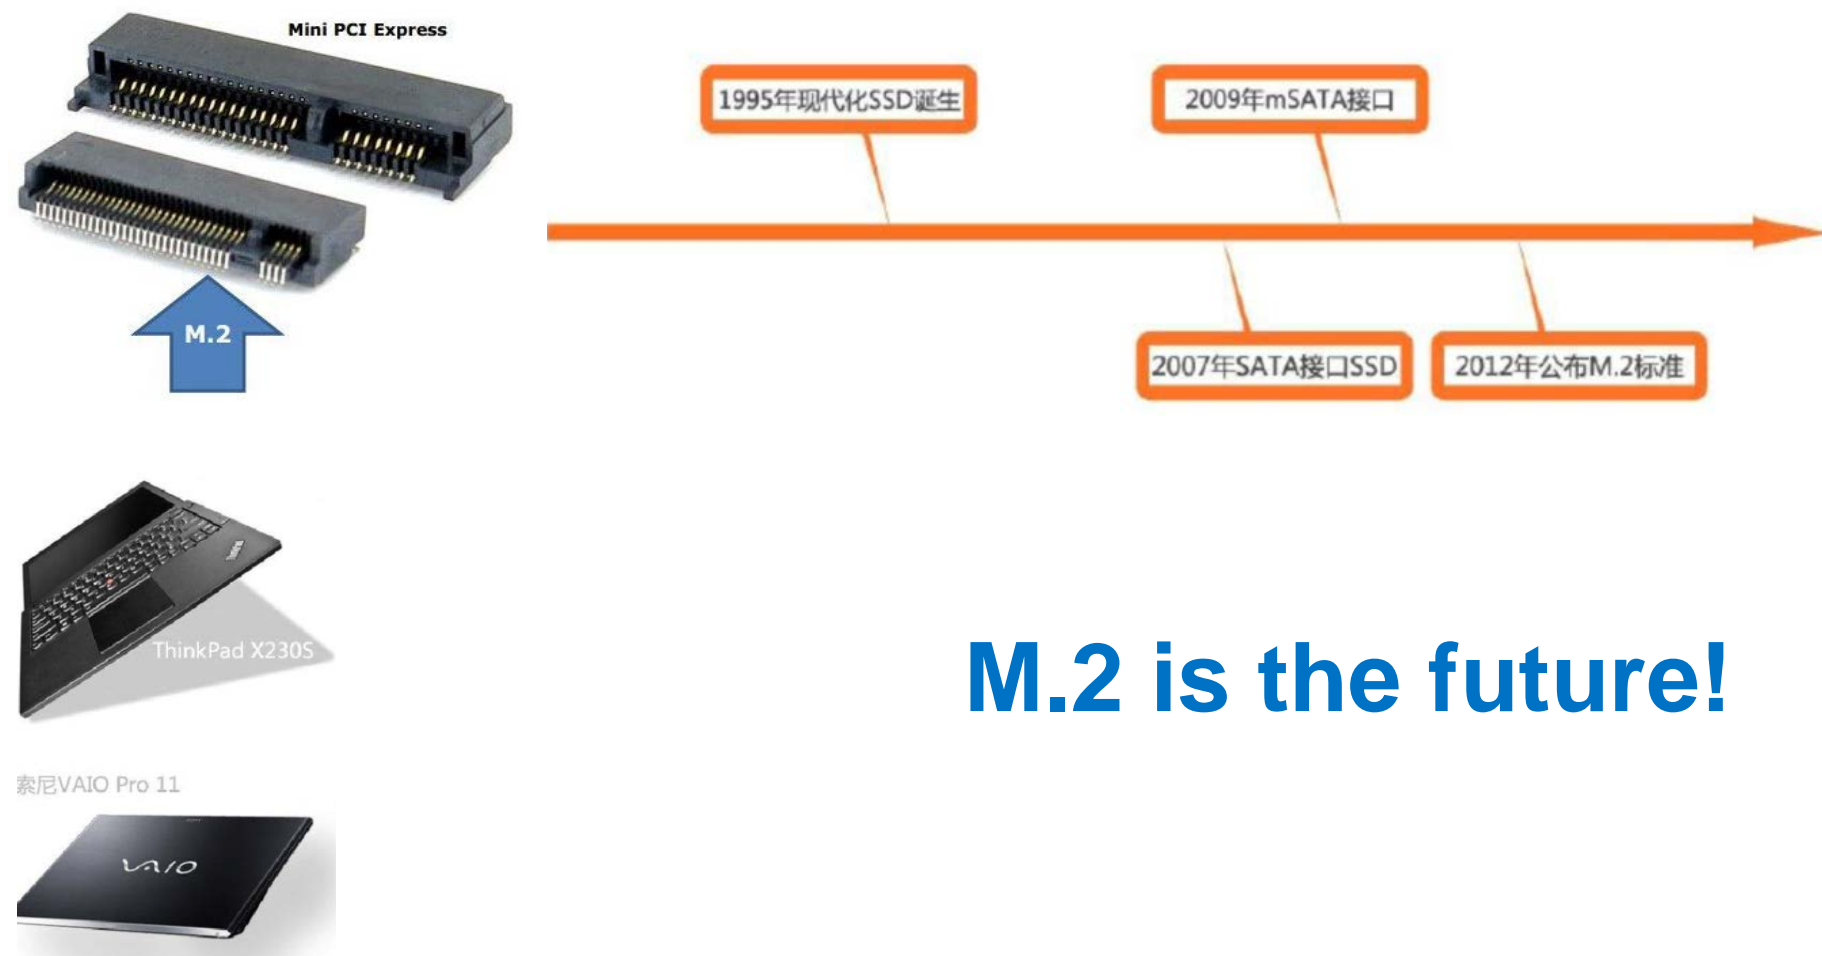 Mini PCI Express
M.2
1995年现代化SSD诞生
2009年mSATA接口
2007年SATA接口SSD
2012年公布M.2标准
ThinkPad
ThinkPad X230S
M.2 is the future!
索尼VAIO Pro 11
SONY
VAIO